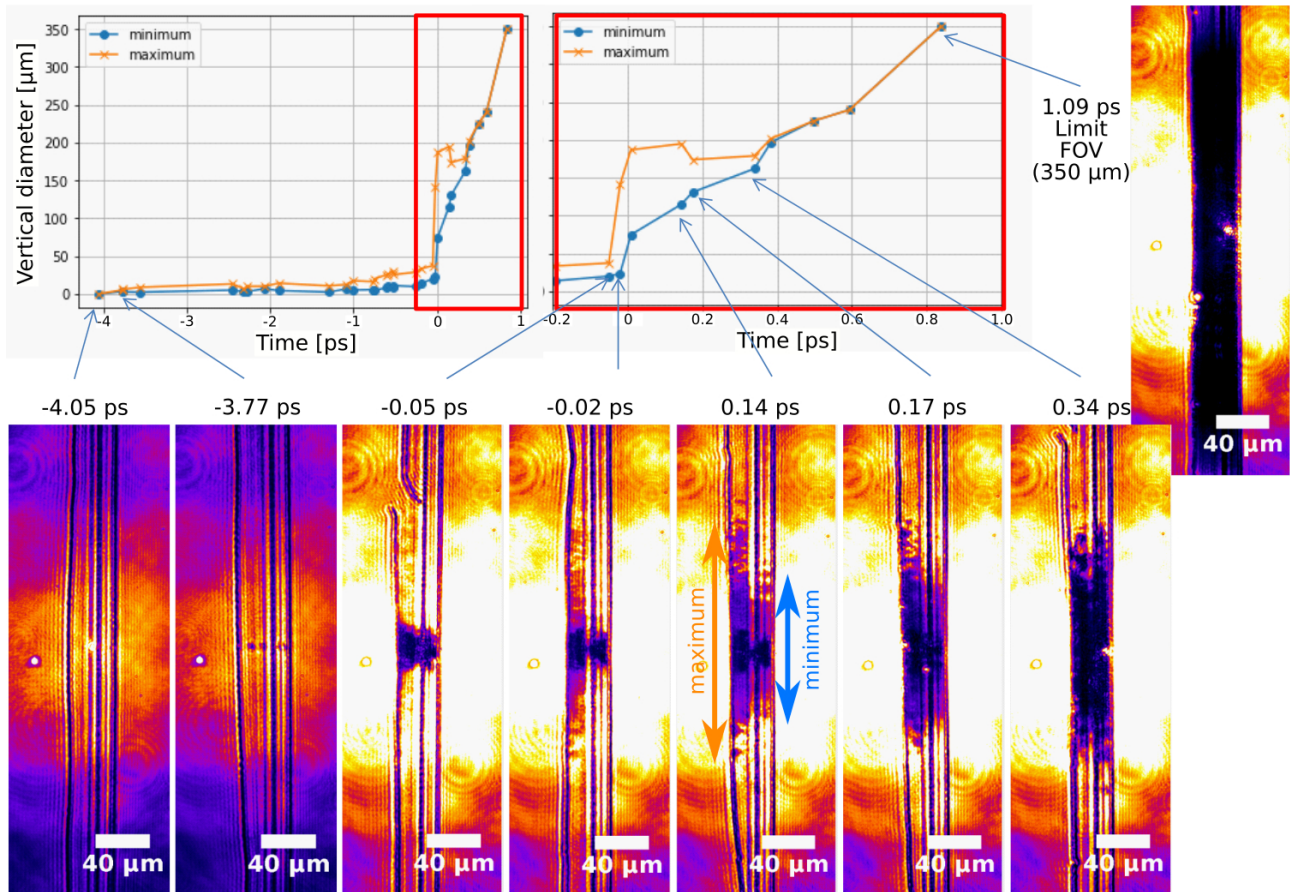 350
300
250
200
150
100
50
0
Vertical diameter [µm]
minimum
maximum
-4
-3
-2
-1
0
1
Time [ps]
minimum
maximum
-0.2
0
0.2
0.4
0.6
0.8
1.0
Time [ps]
1.09 ps
Limit
FOV
(350 µm)
40 µm
-4.05 ps
-3.77 ps
-0.05 ps
-0.02 ps
0.14 ps
0.17 ps
0.34 ps
maximum
minimum
40 µm
40 µm
40 µm
40 µm
40 µm
40 µm
40 µm